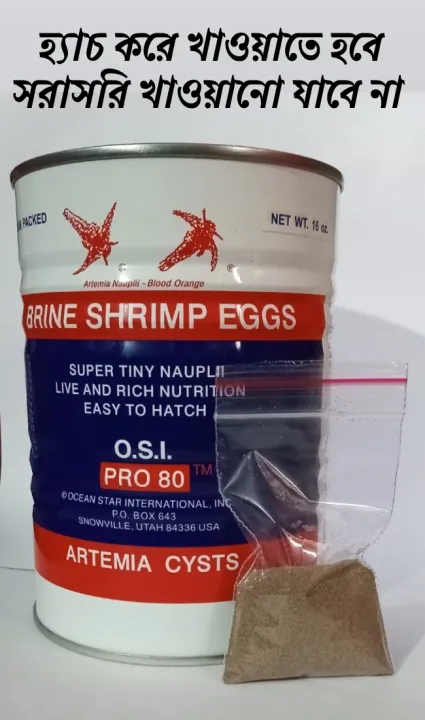 হ্যাচ করে খাওয়াতে হবে
সরাসরি খাওয়ানো যাবে না
PACKED
NET WT. 16 oz.
Artemia Nauplii - Blood Orange
BRINE SHRIMP EGGS
SUPER TINY NAUPLII
LIVE AND RICH NUTRITION
EASY TO HATCH
O.S.I.
PRO 80 ™
© OCEAN STAR INTERNATIONAL, INC
P.O. BOX 643
SNOWVILLE, UTAH 84336 USA
ARTEMIA CYSTS